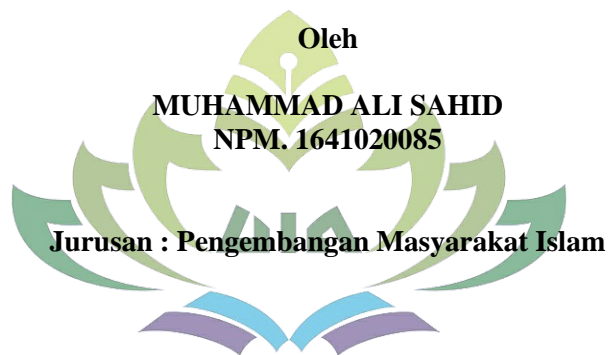 Oleh
MUHAMMAD ALI SAHID
NPM. 1641020085
Jurusan : Pengembangan Masyarakat Islam